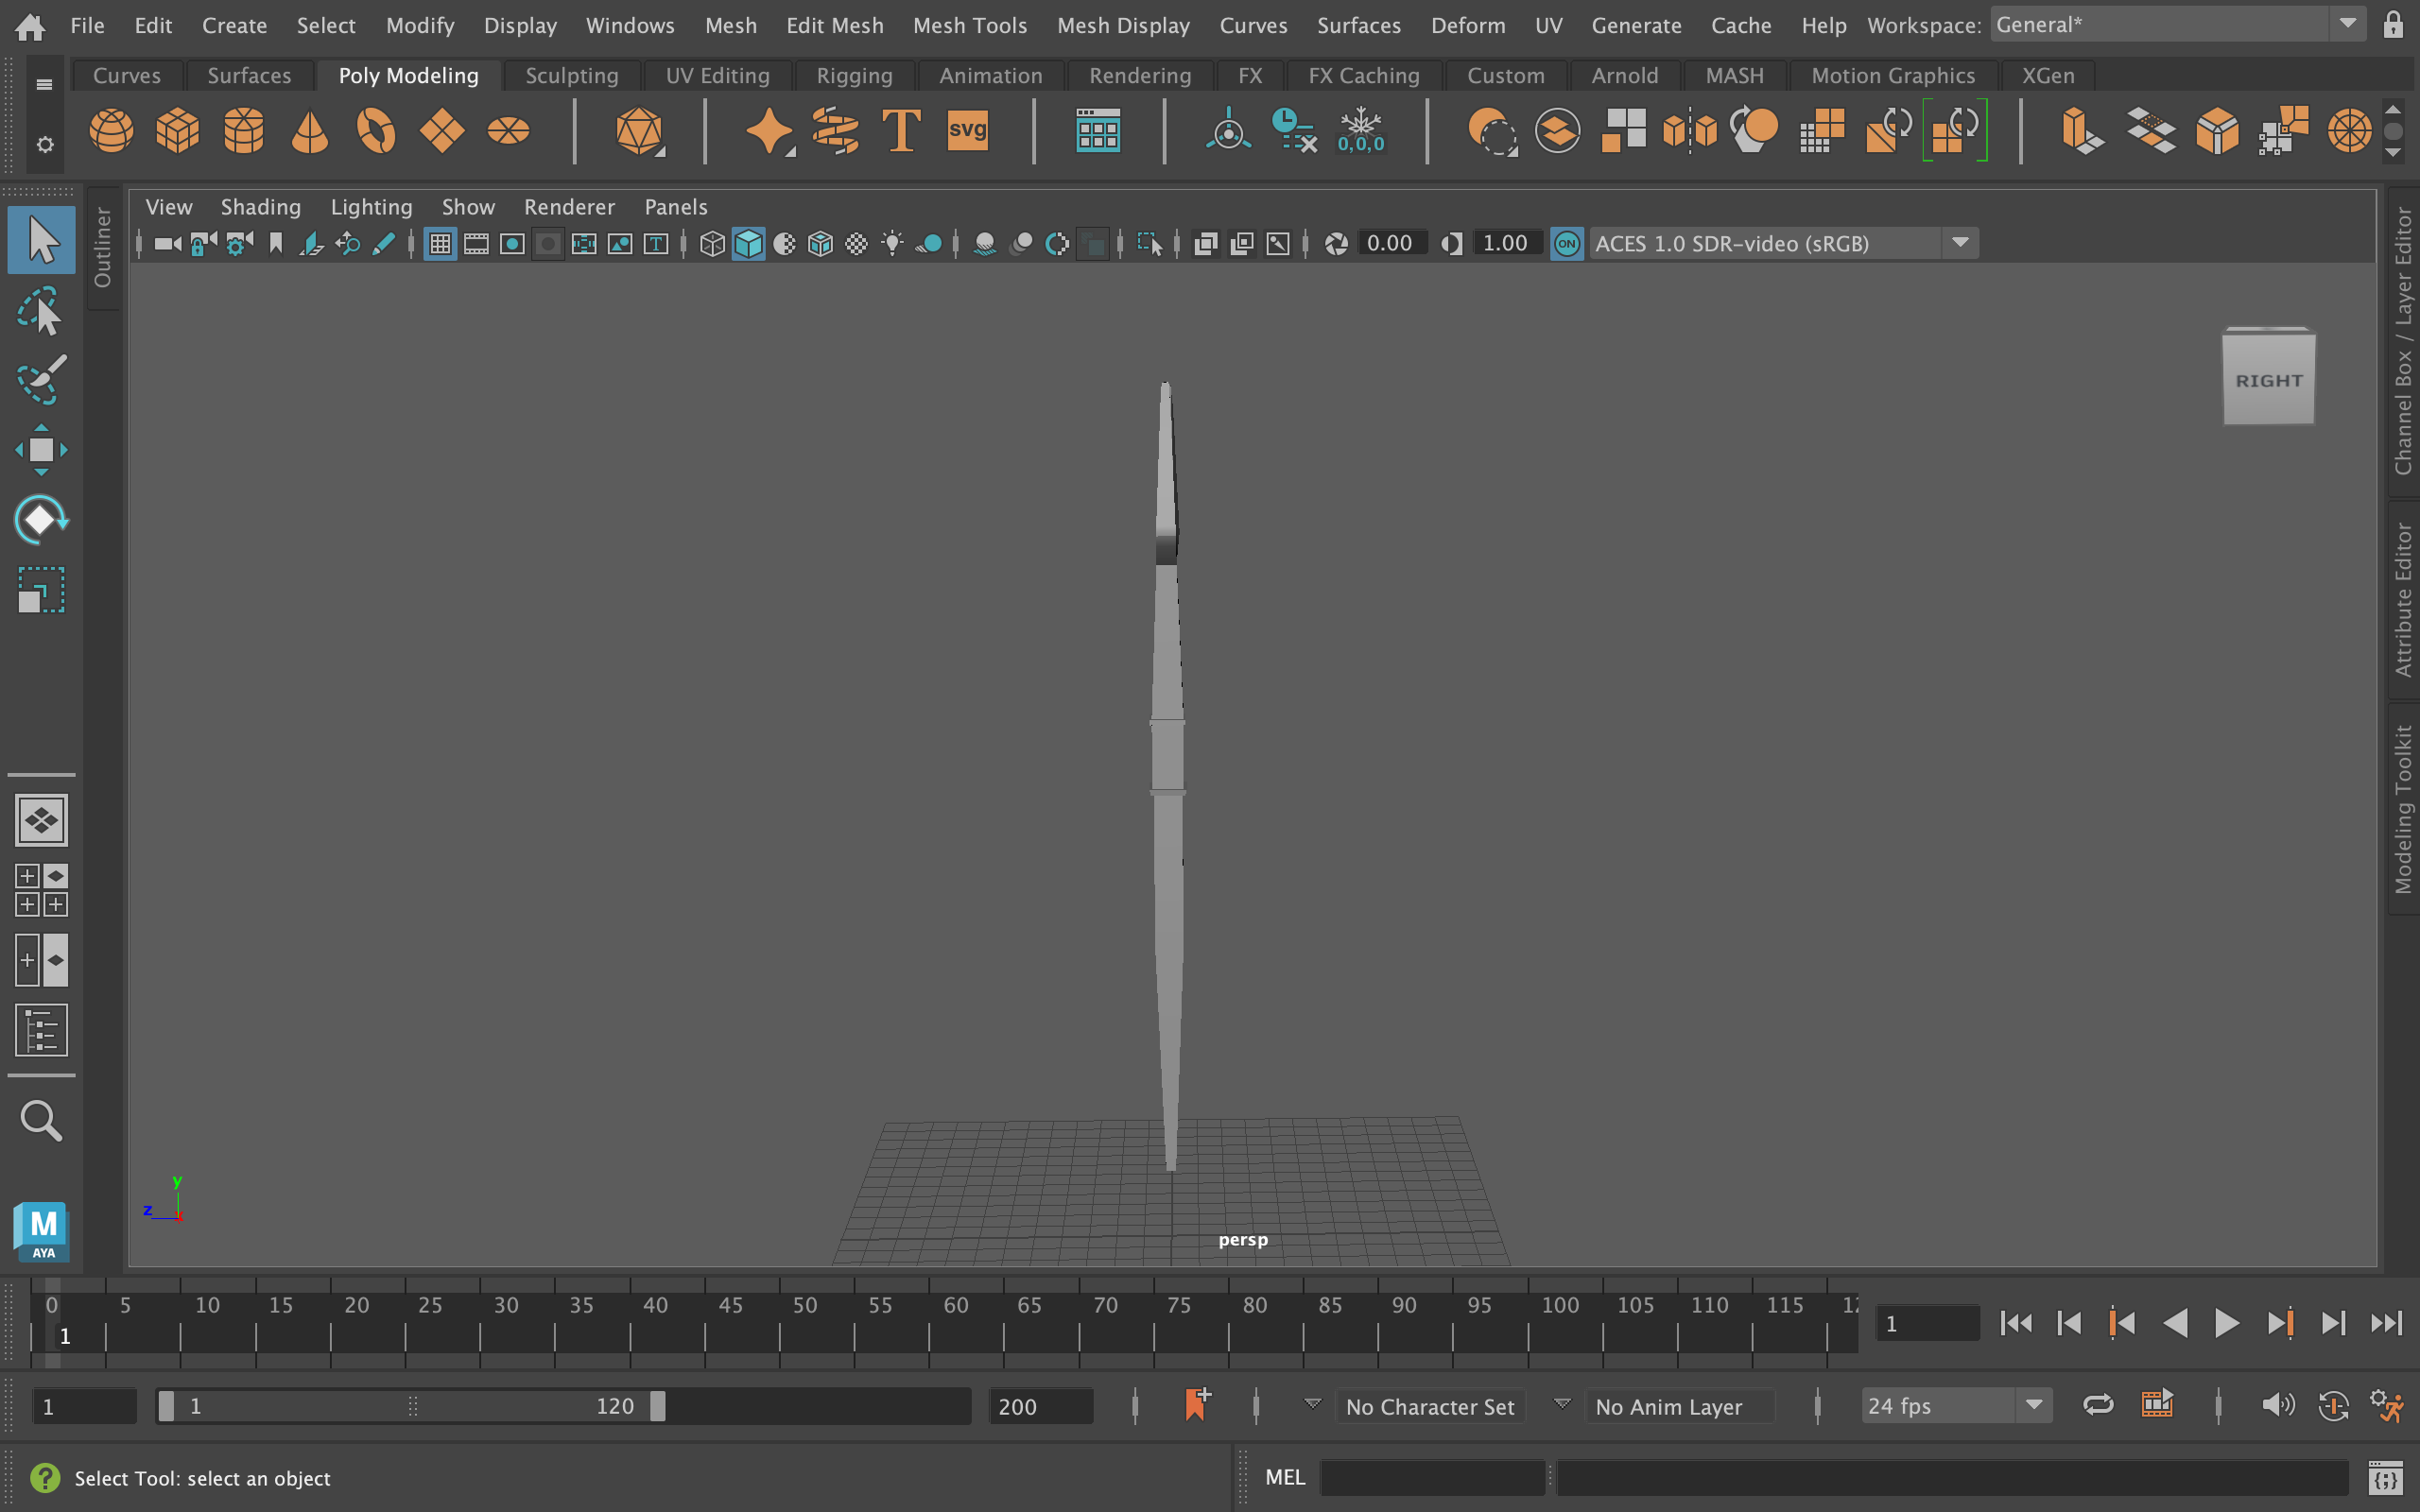 File Edit Create Select Modify Display Windows Mesh Edit Mesh Mesh Tools Mesh Display Curves Surfaces Deform UV Generate Cache Help Workspace: General*
Curves Surfaces Poly Modeling Sculpting UV Editing Rigging Animation Rendering FX FX Caching Custom Arnold MASH Motion Graphics XGen
T svg 0,0,0
View Shading Lighting Show Renderer Panels
T 0.00 1.00 ON ACES 1.0 SDR-video (sRGB)
Outliner
RIGHT
Channel Box / Layer Editor
Attribute Editor
Modeling Toolkit
y
z
x
persp
M
AYA
0 5 10 15 20 25 30 35 40 45 50 55 60 65 70 75 80 85 90 95 100 105 110 115
1
1
1 1 120 200 No Character Set No Anim Layer 24 fps
? Select Tool: select an object MEL {;}